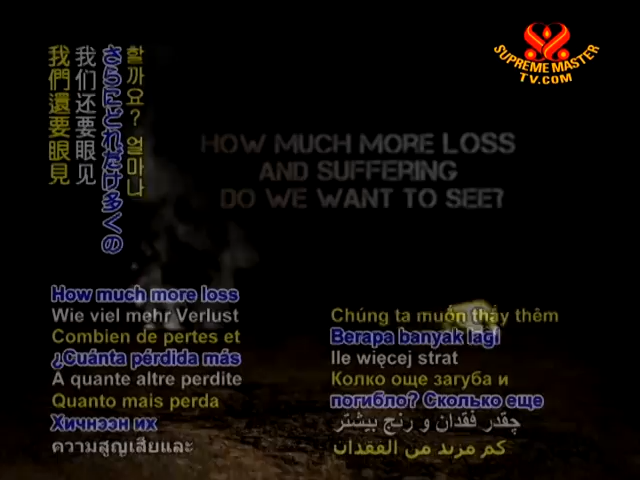 SUPREME MASTER
TV.COM
我們還要眼見
我们还要眼见
さらにどれだけ多くの
할까요? 얼마나
HOW MUCH MORE LOSS
AND SUFFERING
DO WE WANT TO SEE?
How much more loss
Wie viel mehr Verlust
Combien de pertes et
¿Cuánta pérdida más
A quante altre perdite
Quanto mais perda
Хичнээн их
ความสูญเสียและ
Chúng ta muốn thấy thêm
Berapa banyak lagi
Ile więcej strat
Колко още загуба и
погибло? Сколько еще
چقدر فقدان و رنج بیشتر
كم مزيد من الفقدان